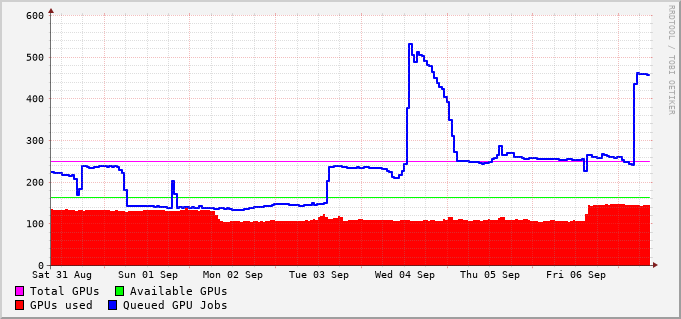 600
500
400
300
200
100
0
Sat 31 Aug Sun 01 Sep Mon 02 Sep Tue 03 Sep Wed 04 Sep Thu 05 Sep Fri 06 Sep
Total GPUs Available GPUs
GPUs used Queued GPU Jobs
RRDTOOL / TOBI OETIKER